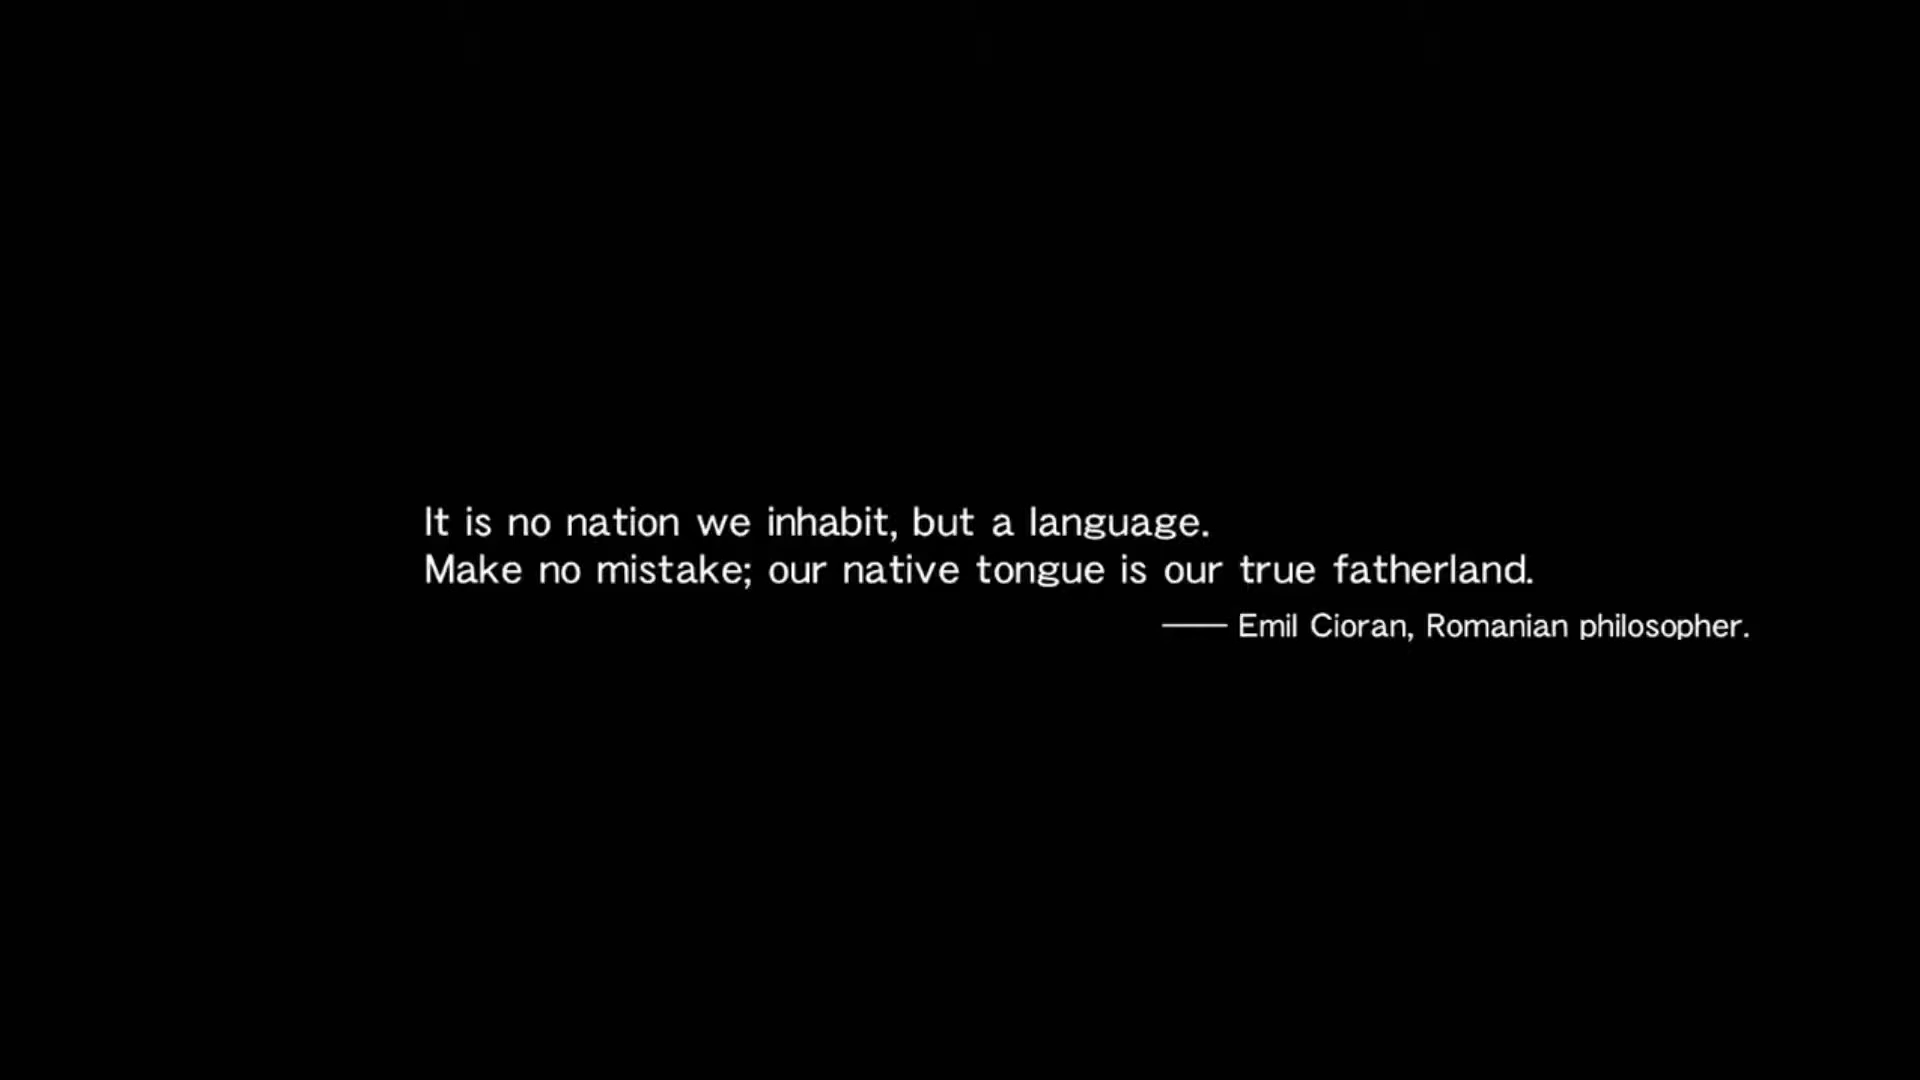 It is no nation we inhabit, but a language.
Make no mistake; our native tongue is our true fatherland.
—— Emil Cioran, Romanian philosopher.